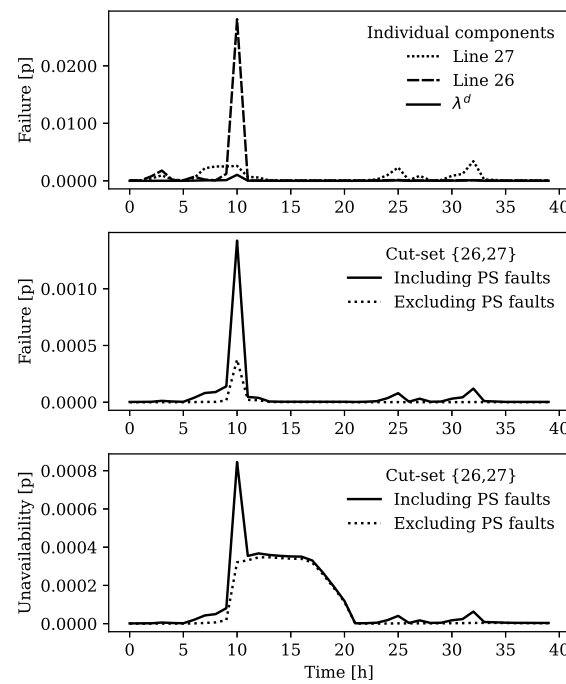 Individual components
Line 27
Line 26
λᵈ
Failure [p]
0.0200
0.0100
0.0000
0 5 10 15 20 25 30 35 40
Cut-set {26,27}
Including PS faults
Excluding PS faults
Failure [p]
0.0010
0.0005
0.0000
0 5 10 15 20 25 30 35 40
Cut-set {26,27}
Including PS faults
Excluding PS faults
Unavailability [p]
0.0008
0.0006
0.0004
0.0002
0.0000
0 5 10 15 20 25 30 35 40
Time [h]